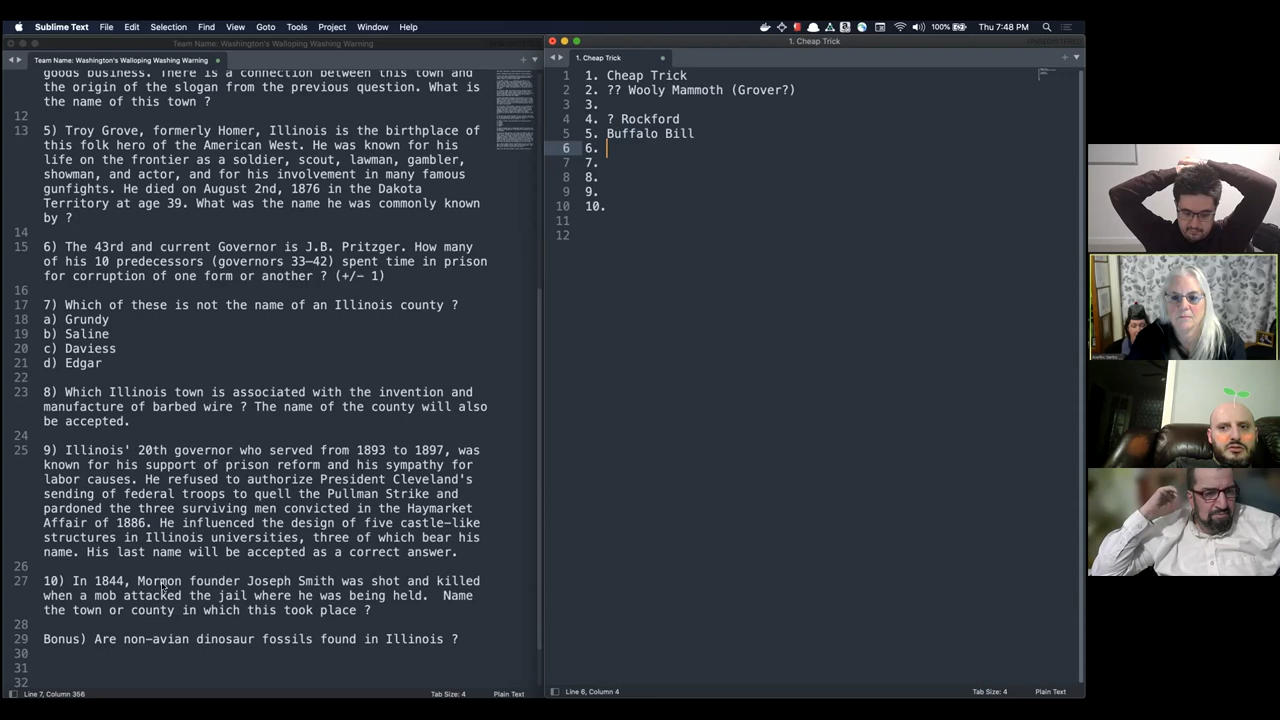 Sublime Text File Edit Selection Find View Goto Tools Project Window Help 100% Thu 7:48 PM
Team Name: Washington's Walloping Washing Warning
Team Name: Washington's Walloping Washing Warning
goods business. There is a connection between this town and
the origin of the slogan from the previous question. What is
the name of this town ?
12
13 5) Troy Grove, formerly Homer, Illinois is the birthplace of
this folk hero of the American West. He was known for his
life on the frontier as a soldier, scout, lawman, gambler,
showman, and actor, and for his involvement in many famous
gunfights. He died on August 2nd, 1876 in the Dakota
Territory at age 39. What was the name he was commonly known
by ?
14
15 6) The 43rd and current Governor is J.B. Pritzger. How many
of his 10 predecessors (governors 33–42) spent time in prison
for corruption of one form or another ? (+/– 1)
16
17 7) Which of these is not the name of an Illinois county ?
18 a) Grundy
19 b) Saline
20 c) Daviess
21 d) Edgar
22
23 8) Which Illinois town is associated with the invention and
manufacture of barbed wire ? The name of the county will also
be accepted.
24
25 9) Illinois' 20th governor who served from 1893 to 1897, was
known for his support of prison reform and his sympathy for
labor causes. He refused to authorize President Cleveland's
sending of federal troops to quell the Pullman Strike and
pardoned the three surviving men convicted in the Haymarket
Affair of 1886. He influenced the design of five castle-like
structures in Illinois universities, three of which bear his
name. His last name will be accepted as a correct answer.
26
27 10) In 1844, Mormon founder Joseph Smith was shot and killed
when a mob attacked the jail where he was being held. Name
the town or county in which this took place ?
28
29 Bonus) Are non-avian dinosaur fossils found in Illinois ?
30
31
32
Line 7, Column 356 Tab Size: 4 Plain Text
1. Cheap Trick
1. Cheap Trick
1 1. Cheap Trick
2 2. ?? Wooly Mammoth (Grover?)
3 3.
4 4. ? Rockford
5 5. Buffalo Bill
6 6.
7 7.
8 8.
9 9.
10 10.
11
12
Line 6, Column 4 Tab Size: 4 Plain Text